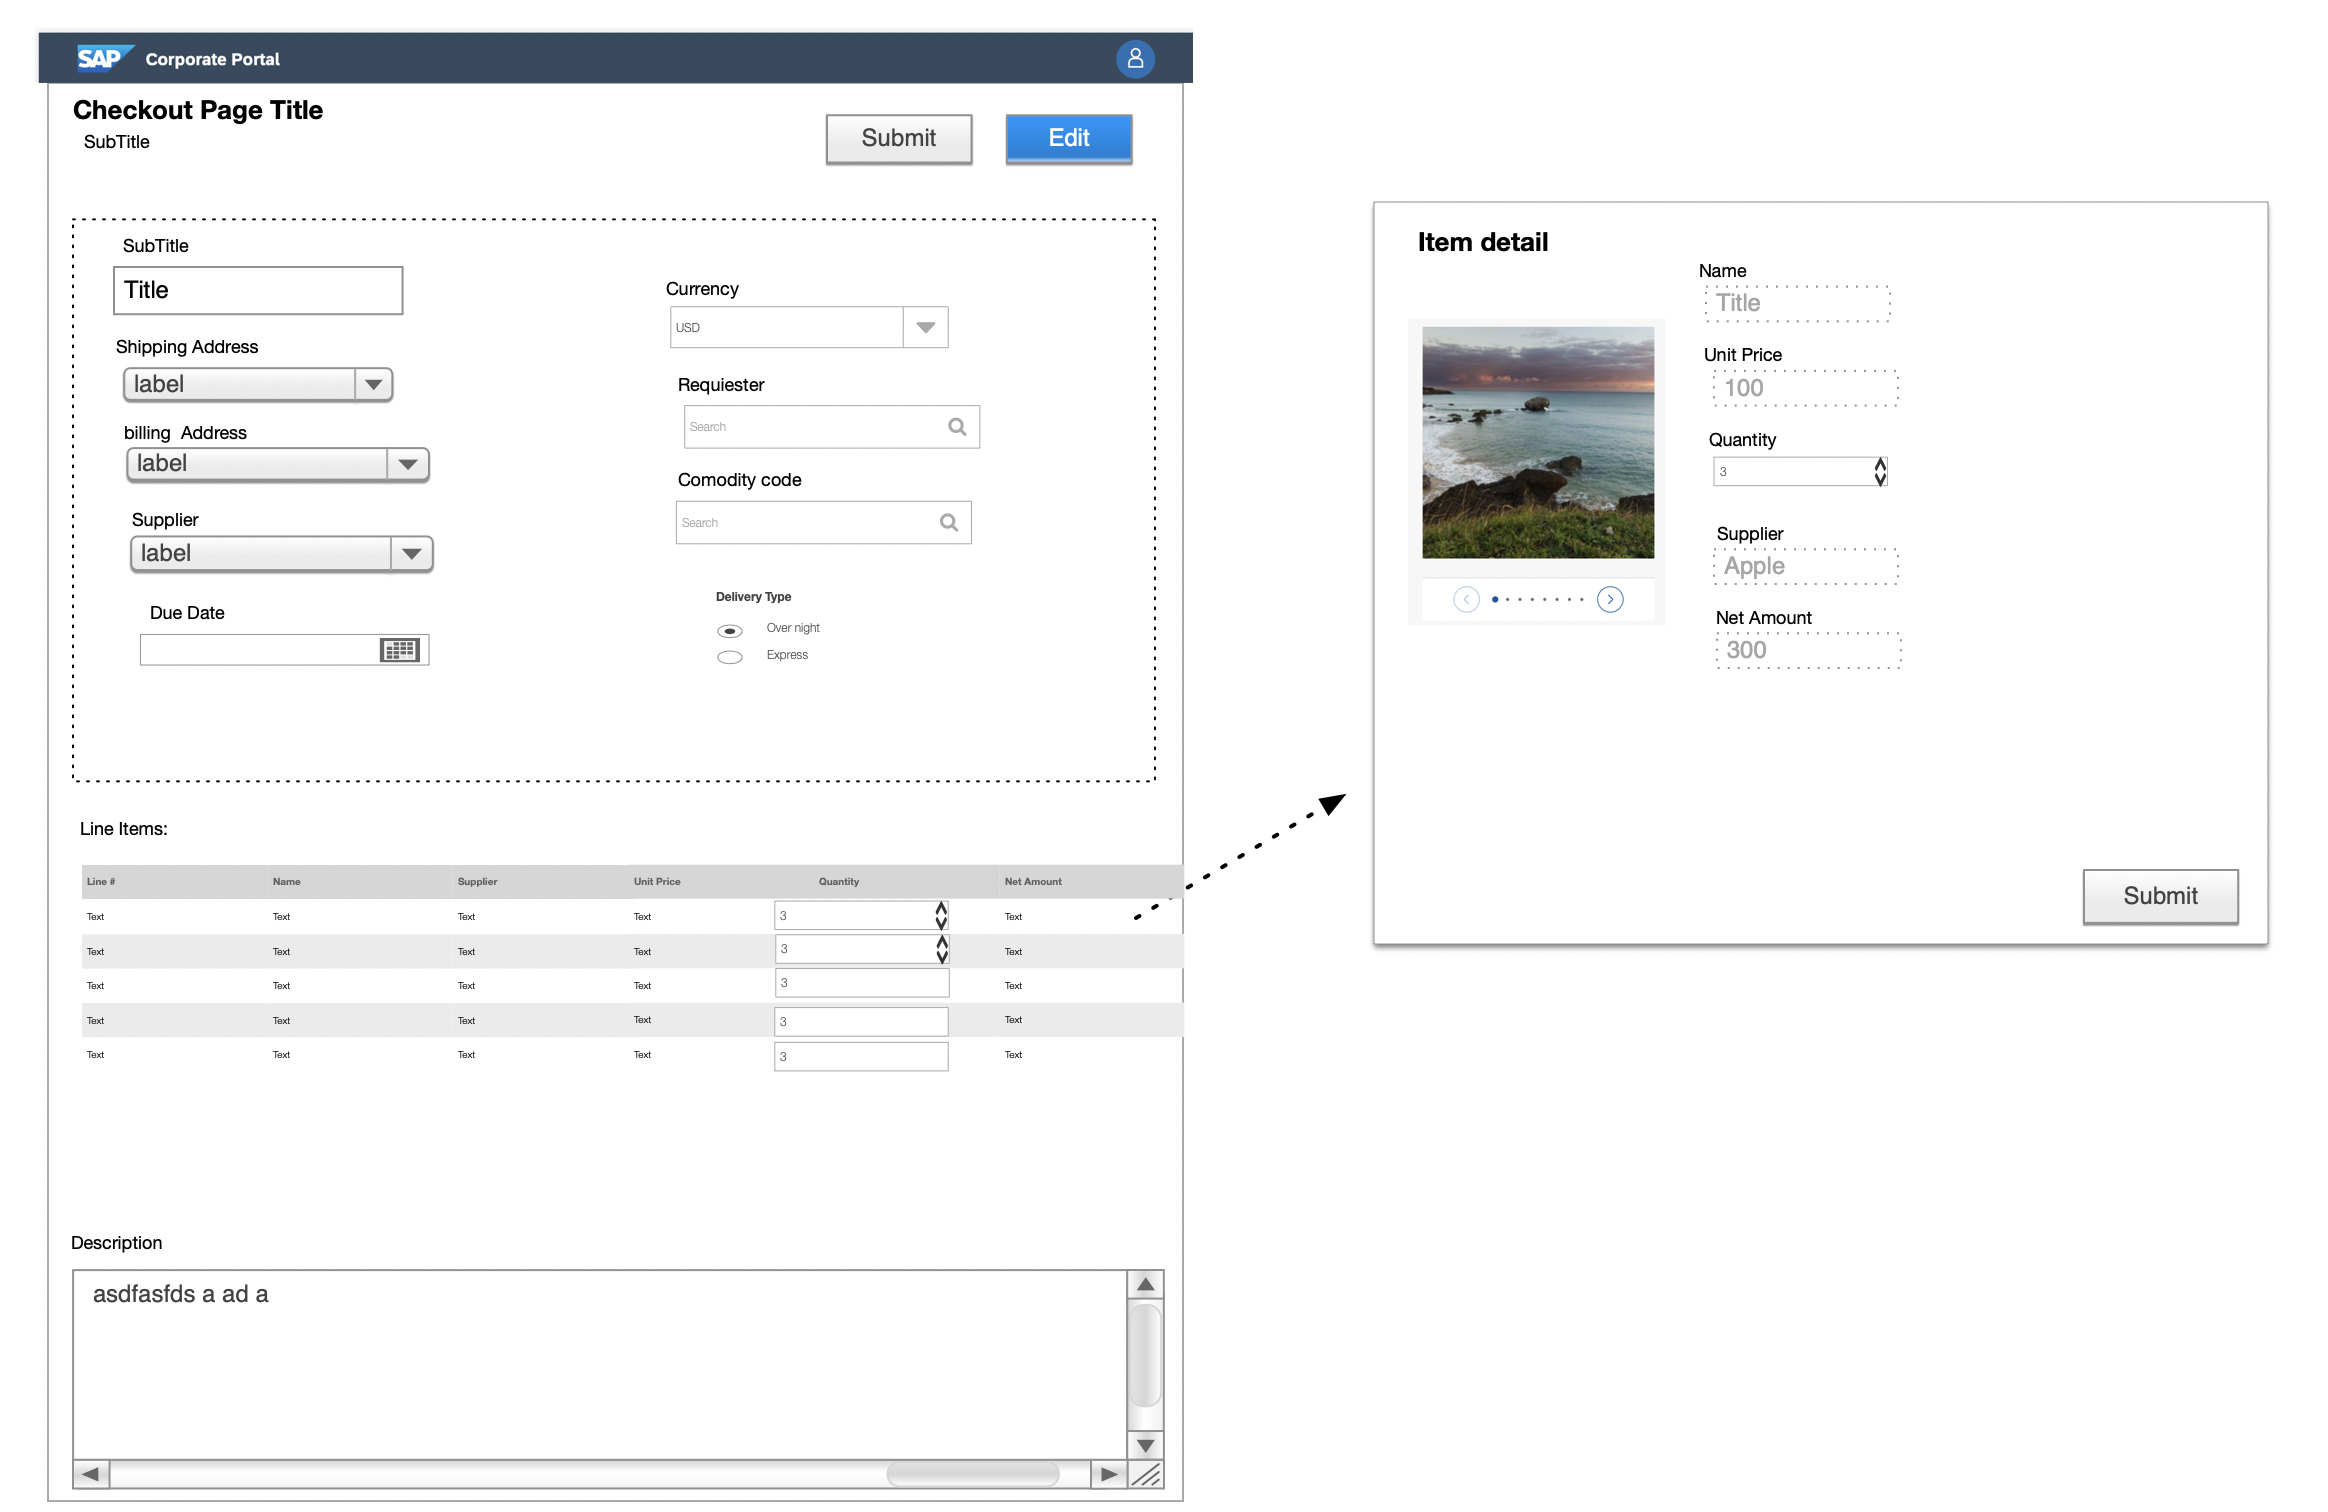 SAP Corporate Portal
Checkout Page Title
SubTitle
Submit
Edit
SubTitle
Title
Shipping Address
label
billing  Address
label
Supplier
label
Due Date
Currency
USD
Requiester
Search
Comodity code
Search
Delivery Type
Over night
Express
Line Items:
Line # Name Supplier Unit Price Quantity Net Amount
Text Text Text Text 3 Text
Text Text Text Text 3 Text
Text Text Text Text 3 Text
Text Text Text Text 3 Text
Text Text Text Text 3 Text
Description
asdfasfds a ad a
Item detail
Name
Title
Unit Price
100
Quantity
3
Supplier
Apple
Net Amount
300
Submit